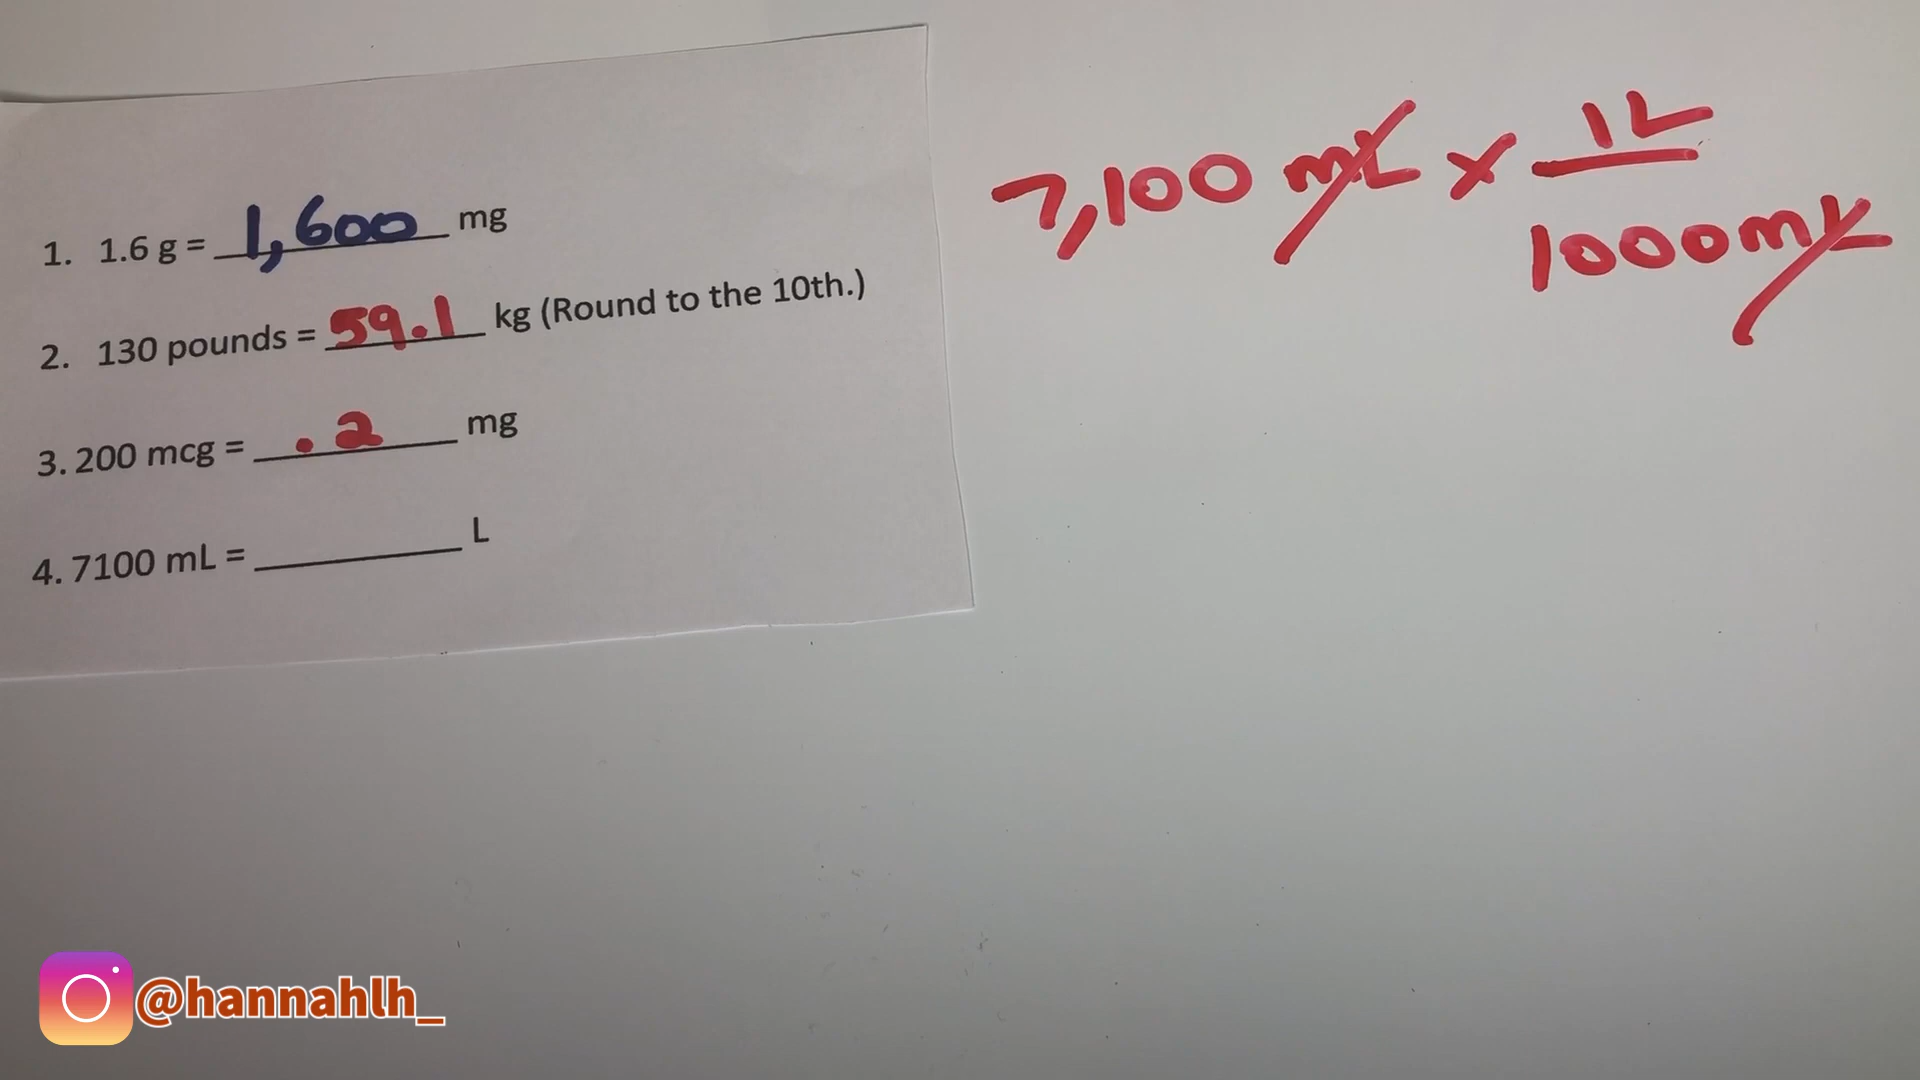 1. 1.6 g = 1,600 mg
2. 130 pounds = 59.1 kg (Round to the 10th.)
3. 200 mcg = .2 mg
4. 7100 mL = ________ L
7,100 mL x 1L
1000mL
@hannahlh_